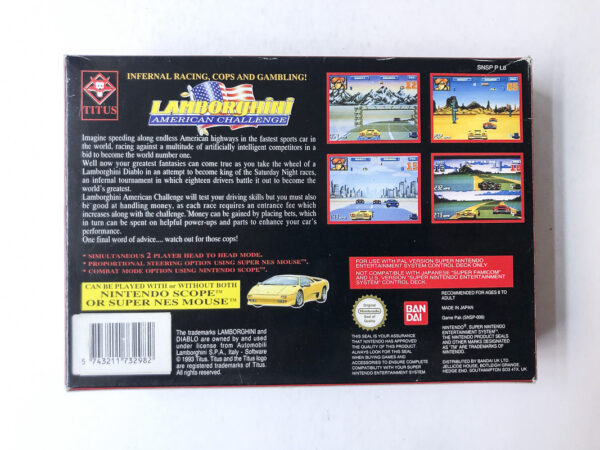 SNSP P LB
TITUS
INFERNAL RACING, COPS AND GAMBLING!
LAMBORGHINI
AMERICAN CHALLENGE
Imagine speeding along endless American highways in the fastest sports car in
the world, racing against a multitude of artificially intelligent competitors in a
bid to become world number one.
Well now your greatest fantasies can come true as you take the wheel of a
Lamborghini Diablo in an attempt to become king of the Saturday Night races,
an infernal tournament in which eighteen drivers battle it out to become the
world's greatest.
Lamborghini American Challenge will test your driving skills but you must also
be good at handling money, as each race requires an entrance fee which
increases along with the challenge. Money can be gained by placing bets, which
in turn can be spent on helpful power-ups and parts to enhance your car's
performance.
One final word of advice.... watch out for those cops!
• SIMULTANEOUS 2 PLAYER HEAD TO HEAD MODE.
• PROPORTIONAL STEERING OPTION USING SUPER NES MOUSE™.
• COMBAT MODE OPTION USING NINTENDO SCOPE™.
CAN BE PLAYED WITH or WITHOUT BOTH
NINTENDO SCOPE™
OR SUPER NES MOUSE™
5 743211 732982
The trademarks LAMBORGHINI and
DIABLO are owned by and used
under license from Automobili
Lamborghini S.P.A., Italy - Software
© 1993 Titus. Titus and the Titus logo
are registered trademarks of Titus.
All rights reserved.
FOR USE WITH PAL VERSION SUPER NINTENDO
ENTERTAINMENT SYSTEM CONTROL DECK ONLY.
NOT COMPATIBLE WITH JAPANESE "SUPER FAMICOM"
AND U.S. VERSION "SUPER NINTENDO ENTERTAINMENT
SYSTEM" CONTROL DECK.
Original
Nintendo
Seal of Quality
BAN
DAI
THIS SEAL IS YOUR ASSURANCE
THAT NINTENDO HAS APPROVED
THE QUALITY OF THIS PRODUCT.
ALWAYS LOOK FOR THIS SEAL
WHEN BUYING GAMES AND
ACCESSORIES TO ENSURE COMPLETE
COMPATIBILITY WITH YOUR SUPER
NINTENDO ENTERTAINMENT SYSTEM.
RECOMMENDED FOR AGES 6 TO
ADULT
MADE IN JAPAN
Game Pak (SNSP-006)
NINTENDO®, SUPER NINTENDO
ENTERTAINMENT SYSTEM™,
THE NINTENDO PRODUCT SEALS
AND OTHER MARKS DESIGNATED
AS "TM" ARE TRADEMARKS OF
NINTENDO.
DISTRIBUTED BY BANDAI UK LTD.
JELLICOE HOUSE, BOTLEIGH GRANGE,
HEDGE END, SOUTHAMPTON SO3 4TX, UK